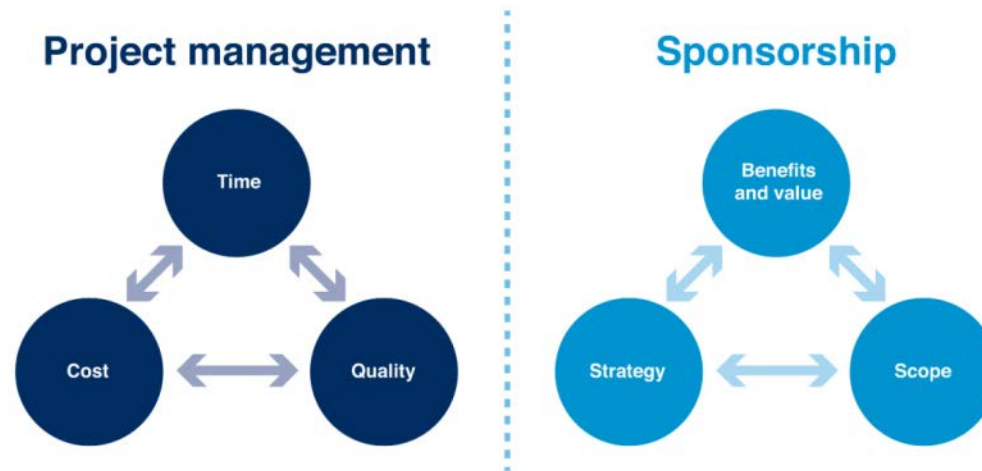 Project management
Time
Cost
Quality
Sponsorship
Benefits
and value
Strategy
Scope